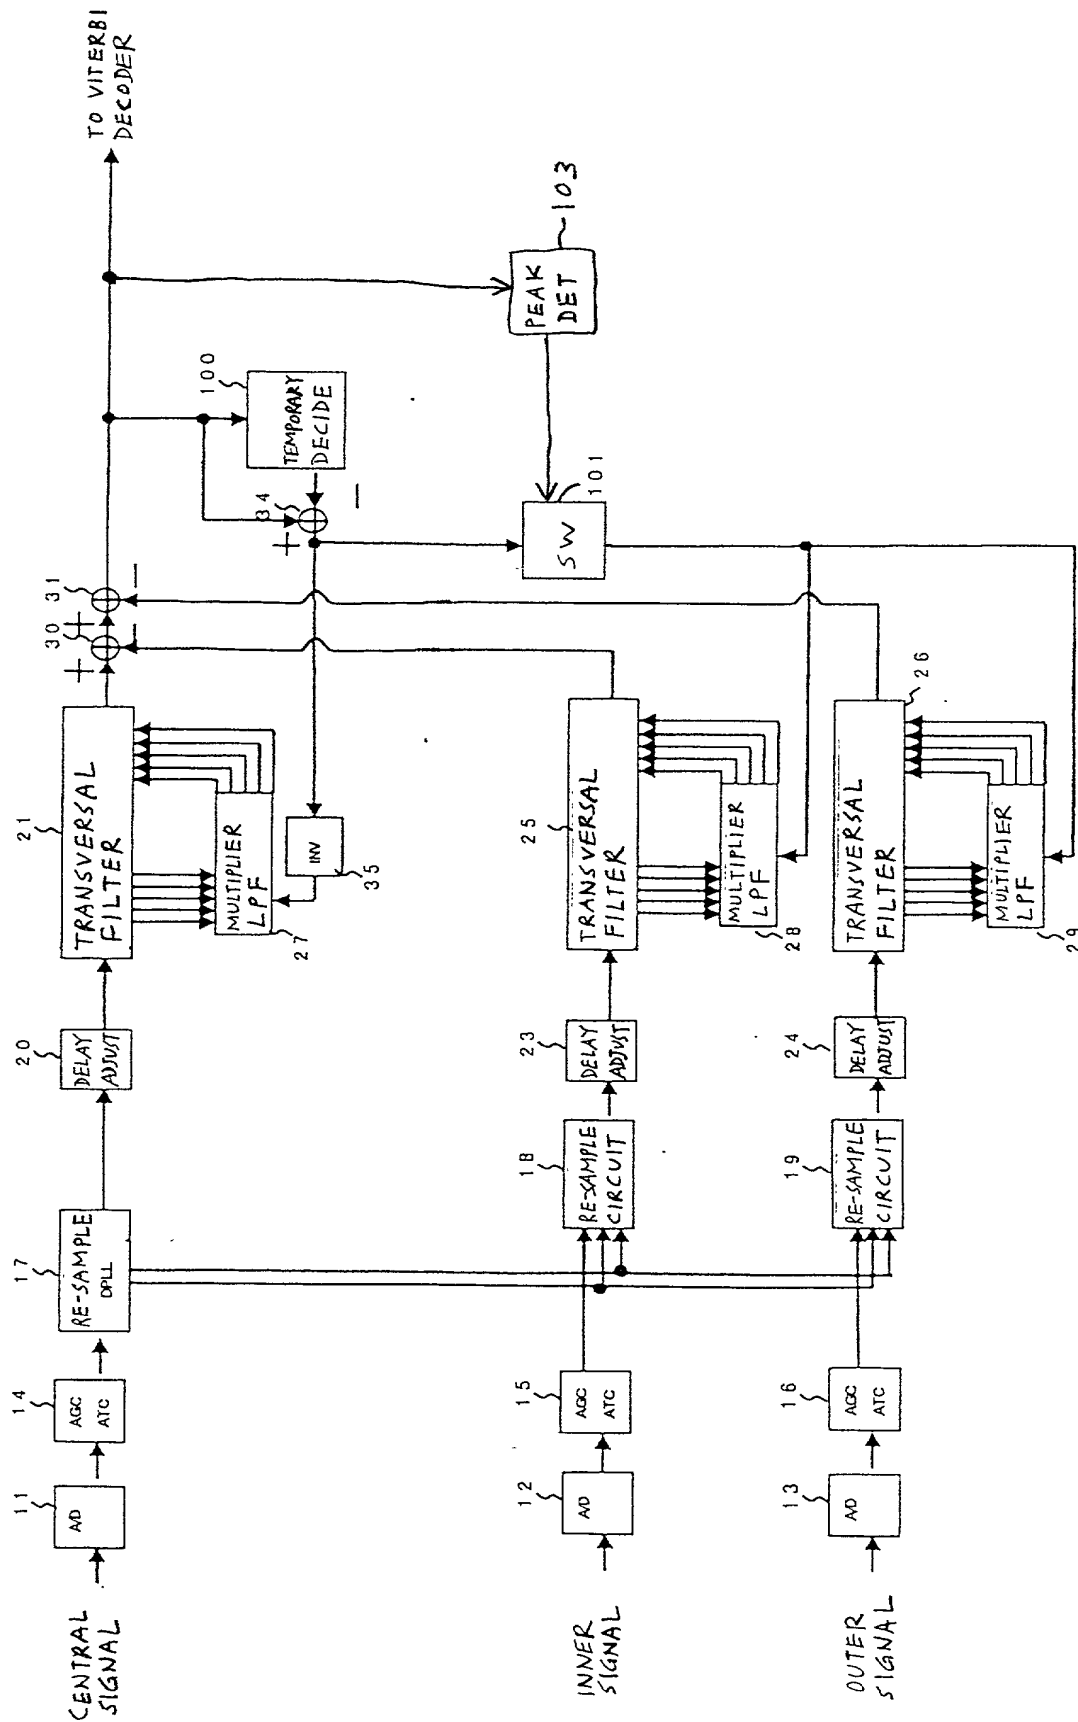 CENTRAL
SIGNAL
11
A/D
14
AGC
ATC
17
RE-SAMPLE
DPLL
20
DELAY
ADJUST
21
TRANSVERSAL
FILTER
MULTIPLIER
LPF
27
INV
35
+
30
−
+
31
−
TO VITERBI
DECODER
100
TEMPORARY
DECIDE
34
+
−
SW
101
PEAK
DET
103
INNER
SIGNAL
12
A/D
15
AGC
ATC
18
RE-SAMPLE
CIRCUIT
23
DELAY
ADJUST
25
TRANSVERSAL
FILTER
MULTIPLIER
LPF
28
OUTER
SIGNAL
13
A/D
16
AGC
ATC
19
RE-SAMPLE
CIRCUIT
24
DELAY
ADJUST
26
TRANSVERSAL
FILTER
MULTIPLIER
LPF
29